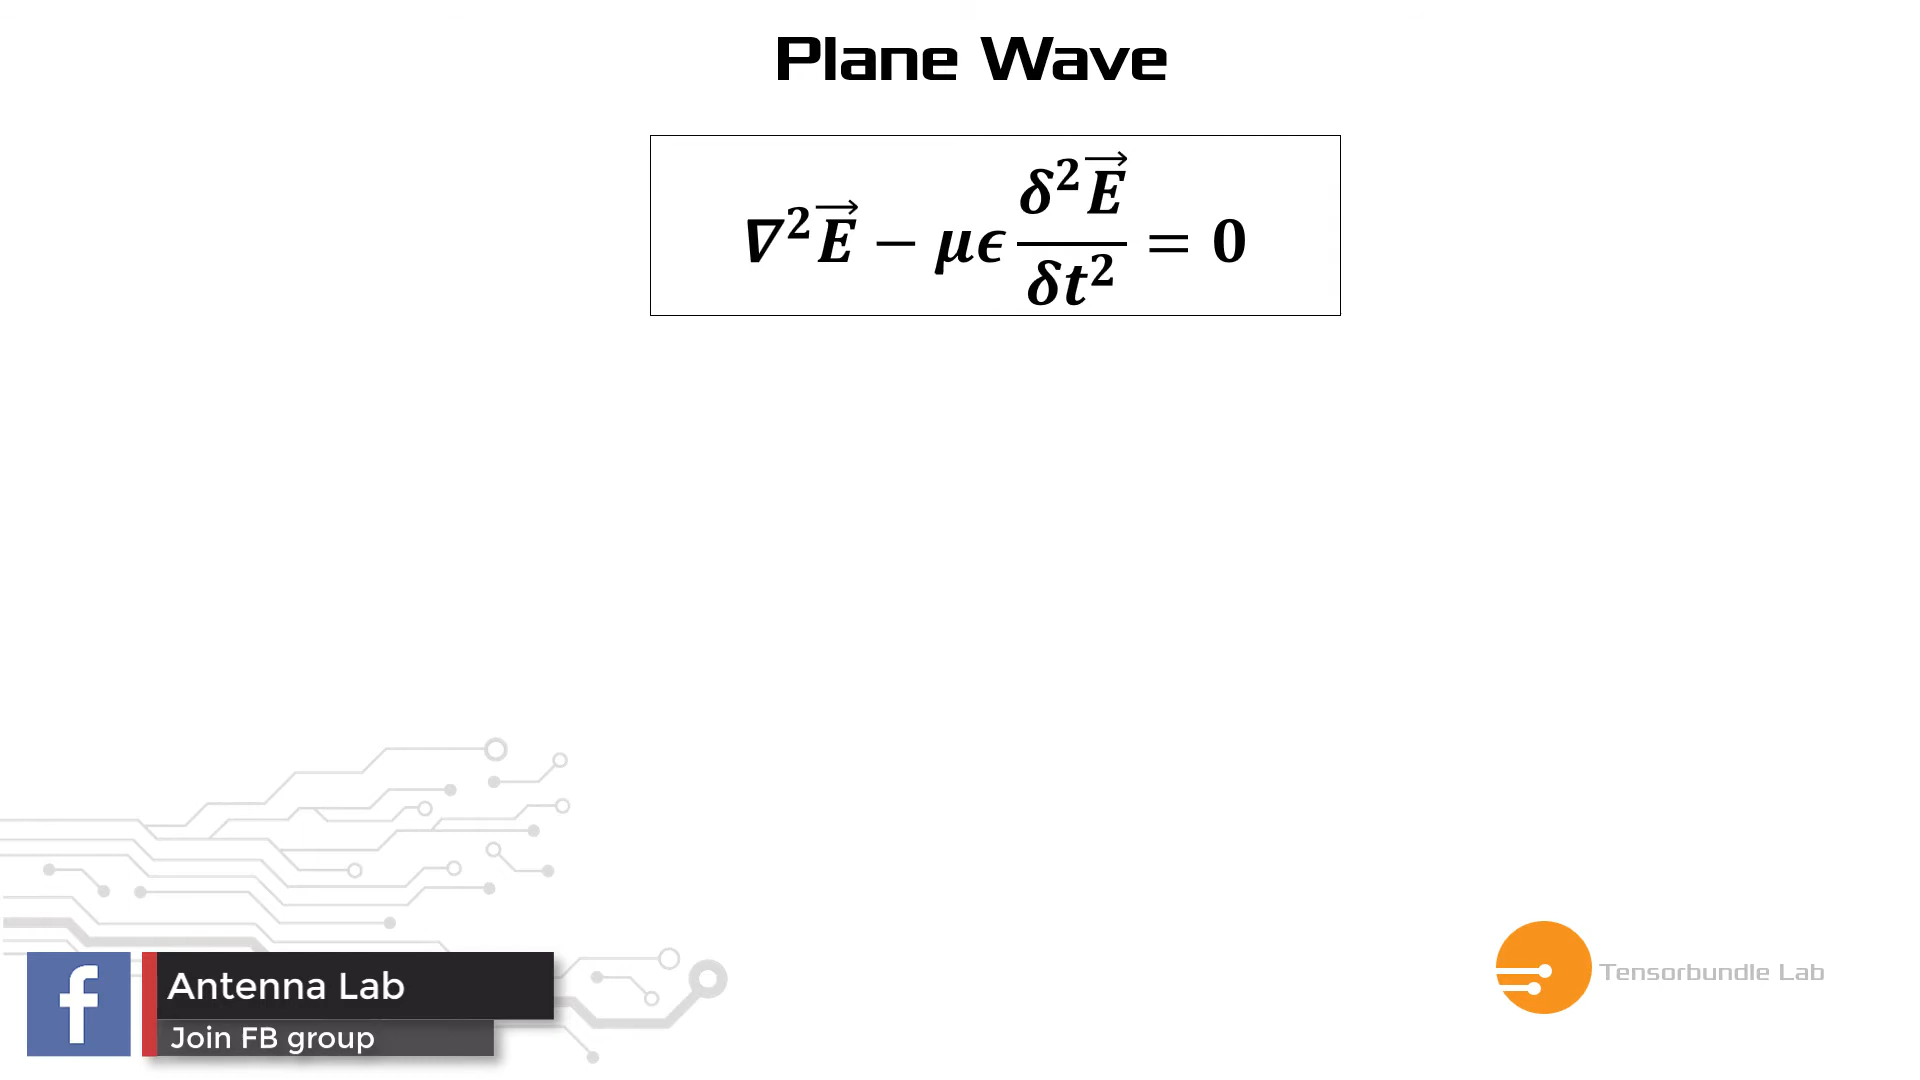 Plane Wave
∇²E⃗ − μϵ δ²E⃗/δt² = 0
Antenna Lab
Join FB group
Tensorbundle Lab